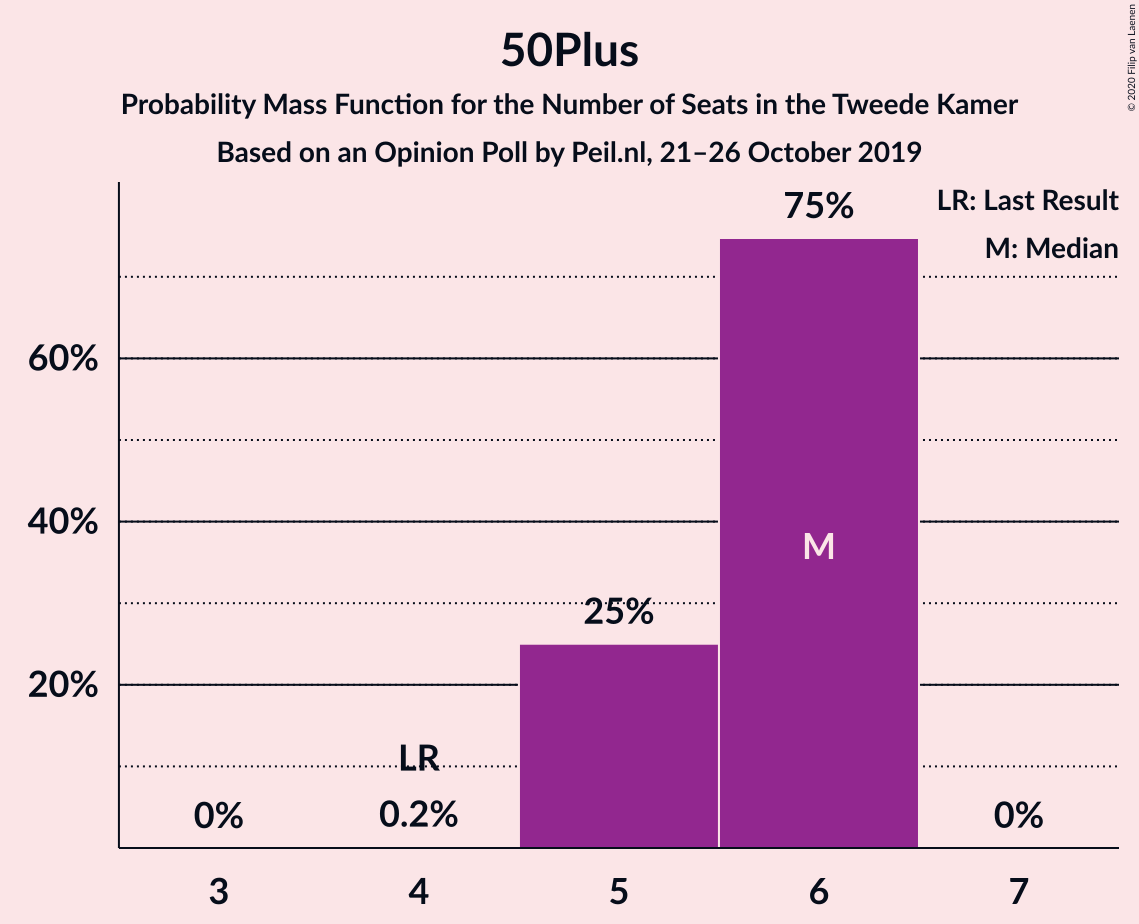 50Plus
Probability Mass Function for the Number of Seats in the Tweede Kamer
Based on an Opinion Poll by Peil.nl, 21–26 October 2019
© 2020 Filip van Laenen
LR: Last Result
M: Median
75%
60%
40%
M
25%
20%
LR
0%
0.2%
0%
3
4
5
6
7